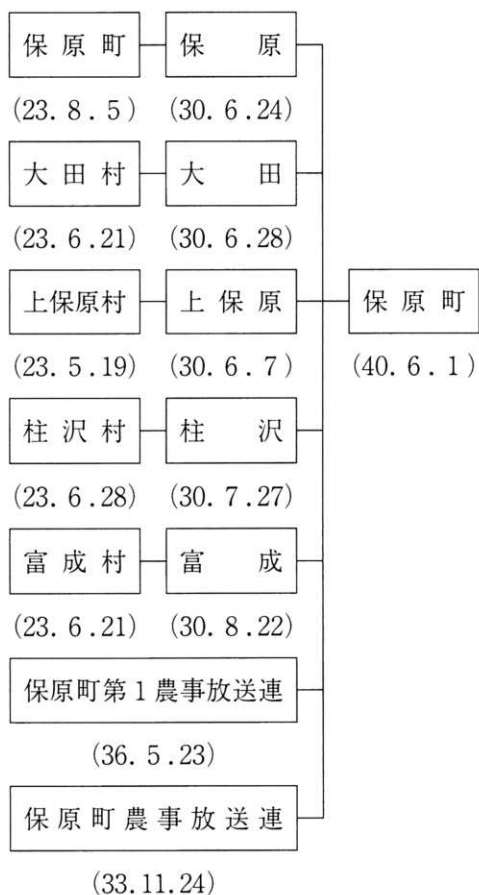 保原町 保原
(23.8.5) (30.6.24)
大田村 大田
(23.6.21) (30.6.28)
上保原村 上保原 保原町
(23.5.19) (30.6.7) (40.6.1)
柱沢村 柱沢
(23.6.28) (30.7.27)
富成村 富成
(23.6.21) (30.8.22)
保原町第1農事放送連
(36.5.23)
保原町農事放送連
(33.11.24)